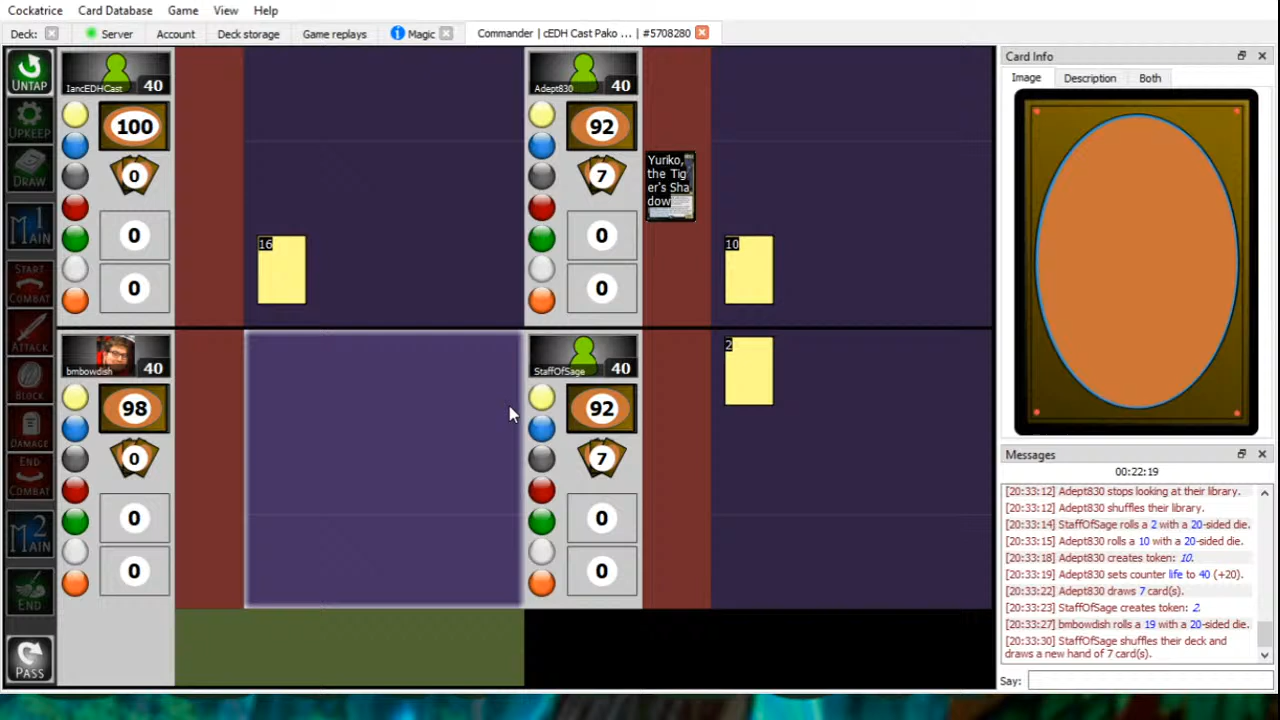 Cockatrice Card Database Game View Help
Deck: Server Account Deck storage Game replays Magic Commander | cEDH Cast Pako ... | #5708280
UNTAP
UPKEEP
DRAW
M 1
MAIN
START
COMBAT
ATTACK
BLOCK
DAMAGE
END
COMBAT
M 2
MAIN
END
PASS
IancEDHCast 40
100
0
0
0
16
Adept830 40
92
7
0
0
Yuriko,
the Tig
er's Sha
dow
10
bmbowdish 40
98
0
0
0
StaffOfSage 40
92
7
0
0
2
Card Info
Image Description Both
Messages
00:22:19
[20:33:12] Adept830 stops looking at their library.
[20:33:12] Adept830 shuffles their library.
[20:33:14] StaffOfSage rolls a 2 with a 20-sided die.
[20:33:15] Adept830 rolls a 10 with a 20-sided die.
[20:33:18] Adept830 creates token: 10.
[20:33:19] Adept830 sets counter life to 40 (+20).
[20:33:22] Adept830 draws 7 card(s).
[20:33:23] StaffOfSage creates token: 2.
[20:33:27] bmbowdish rolls a 19 with a 20-sided die.
[20:33:30] StaffOfSage shuffles their deck and
draws a new hand of 7 card(s).
Say: